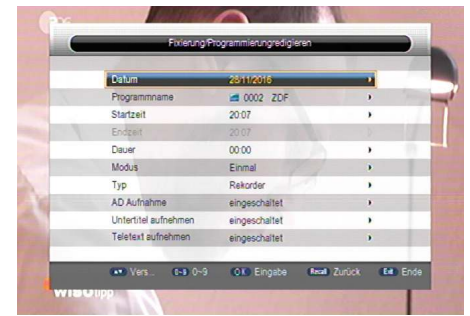 Fixierung/Programmierungredigieren
Datum 28/11/2016
Programmname 0002 ZDF
Startzeit 20:07
Endzeit 20:07
Dauer 00:00
Modus Einmal
Typ Rekorder
AD Aufnahme eingeschaltet
Untertitel aufnehmen eingeschaltet
Teletext aufnehmen eingeschaltet
Vers... 0~9 0~9 OK Eingabe Recall Zurück Exit Ende
WISO tipp